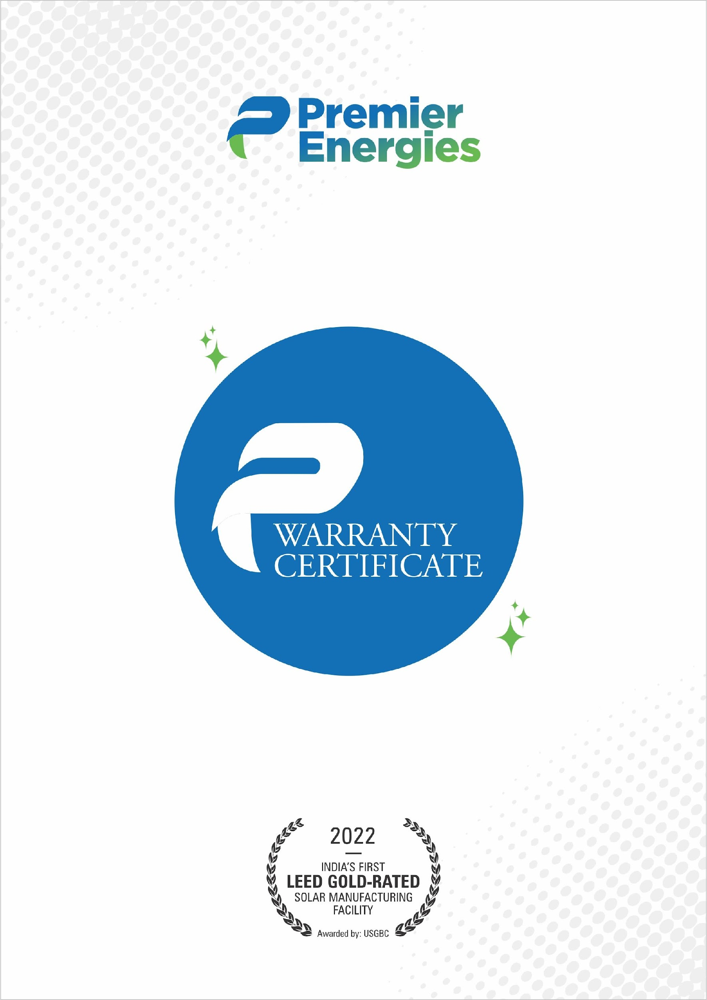 Premier
Energies
WARRANTY
CERTIFICATE
2022
INDIA'S FIRST
LEED GOLD-RATED
SOLAR MANUFACTURING
FACILITY
Awarded by: USGBC